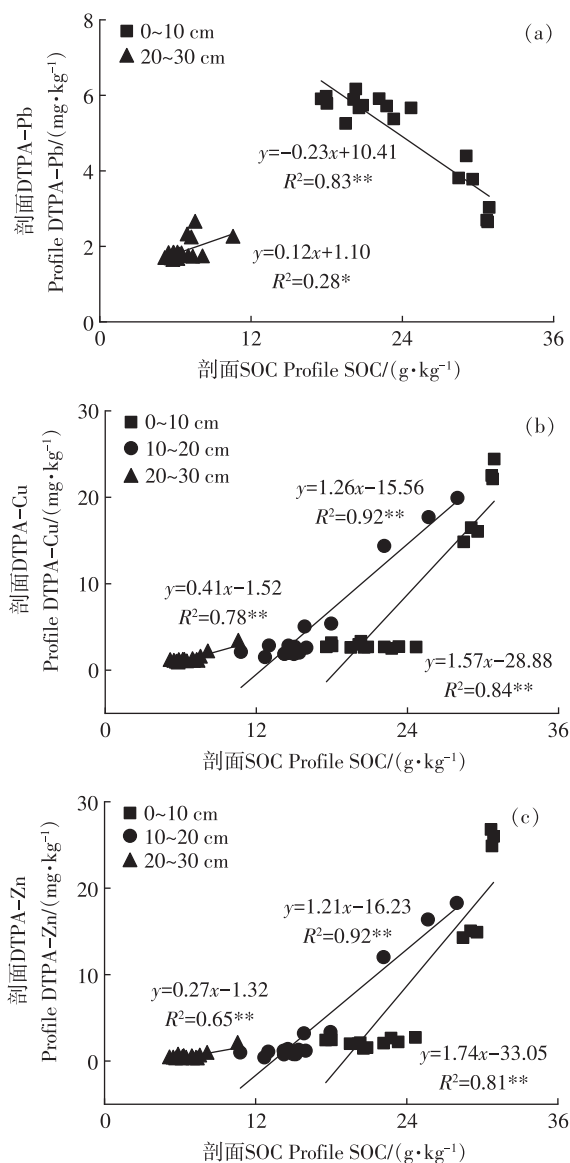 (a)
■ 0~10 cm
▲ 20~30 cm
剖面DTPA-Pb
Profile DTPA-Pb/(mg·kg⁻¹)
8
6
4
2
0
y=-0.23x+10.41
R²=0.83**
y=0.12x+1.10
R²=0.28*
0 12 24 36
剖面SOC Profile SOC/(g·kg⁻¹)
(b)
■ 0~10 cm
● 10~20 cm
▲ 20~30 cm
剖面DTPA-Cu
Profile DTPA-Cu/(mg·kg⁻¹)
30
20
10
0
y=1.26x-15.56
R²=0.92**
y=0.41x-1.52
R²=0.78**
y=1.57x-28.88
R²=0.84**
0 12 24 36
剖面SOC Profile SOC/(g·kg⁻¹)
(c)
■ 0~10 cm
● 10~20 cm
▲ 20~30 cm
剖面DTPA-Zn
Profile DTPA-Zn/(mg·kg⁻¹)
30
20
10
0
y=1.21x-16.23
R²=0.92**
y=0.27x-1.32
R²=0.65**
y=1.74x-33.05
R²=0.81**
0 12 24 36
剖面SOC Profile SOC/(g·kg⁻¹)